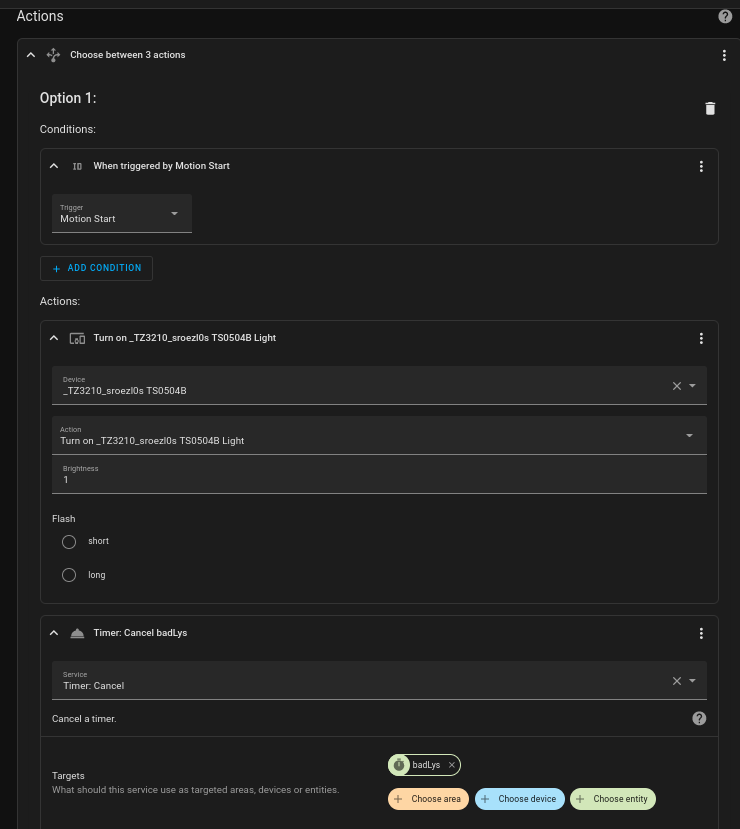 Actions
Choose between 3 actions
Option 1:
Conditions:
ID When triggered by Motion Start
Trigger
Motion Start
+ ADD CONDITION
Actions:
Turn on _TZ3210_sroezl0s TS0504B Light
Device
_TZ3210_sroezl0s TS0504B
Action
Turn on _TZ3210_sroezl0s TS0504B Light
Brightness
1
Flash
short
long
Timer: Cancel badLys
Service
Timer: Cancel
Cancel a timer.
badLys
Targets
What should this service use as targeted areas, devices or entities.
+ Choose area + Choose device + Choose entity